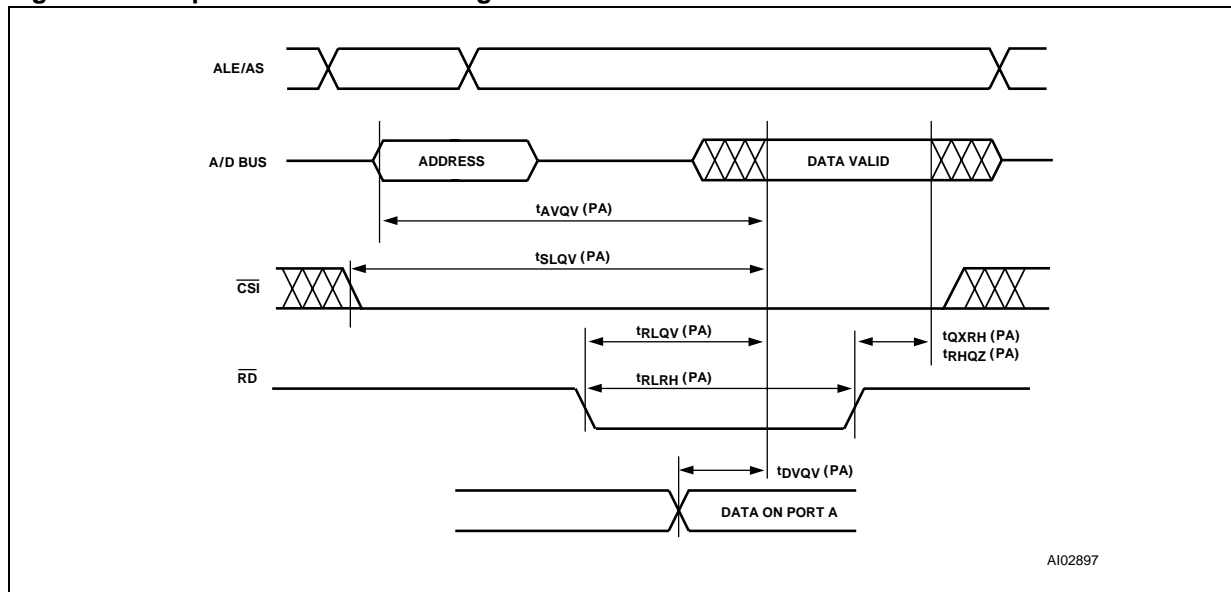 ALE/AS
A/D BUS
ADDRESS
DATA VALID
tAVQV (PA)
tSLQV (PA)
CSI
tRLQV (PA)
tQXRH (PA)
tRHQZ (PA)
RD
tRLRH (PA)
tDVQV (PA)
DATA ON PORT A
AI02897